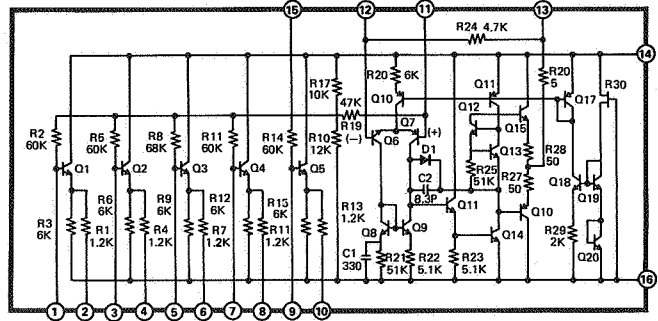 15 12 11 13
R24 4.7K
14
R17 10K
R20 6K
Q11
R20 5
R30
Q10
Q17
47K
R19
(−)
Q7
(+)
Q12
Q15
R2 60K
R5 60K
R8 68K
R11 60K
R14 60K
R10 12K
Q6
D1
Q13
R28 50
Q1
Q2
Q3
Q4
Q5
C2
8.3P
R25 51K
R27 50
Q18
Q19
R3 6K
R6 6K
R9 6K
R12 6K
R15 6K
R13 1.2K
Q11
Q10
R1 1.2K
R4 1.2K
R7 1.2K
R11 1.2K
Q8
Q9
Q14
R29 2K
Q20
C1 330
R21 51K
R22 5.1K
R23 5.1K
16
1 2 3 4 5 6 7 8 9 10